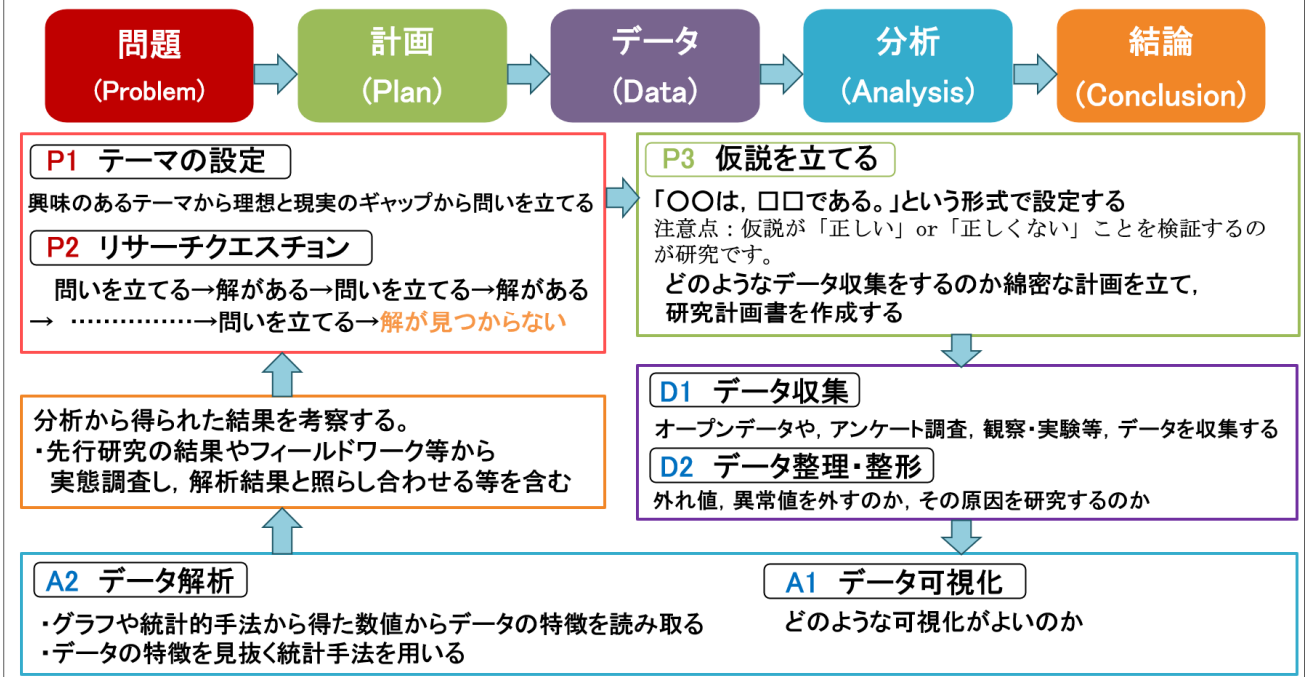 問題
(Problem)
計画
(Plan)
データ
(Data)
分析
(Analysis)
結論
(Conclusion)
P1 テーマの設定
興味のあるテーマから理想と現実のギャップから問いを立てる
P2 リサーチクエスチョン
問いを立てる→解がある→問いを立てる→解がある
→ ……………→問いを立てる→解が見つからない
P3 仮説を立てる
「〇〇は，□□である。」という形式で設定する
注意点：仮説が「正しい」or「正しくない」ことを検証するの
が研究です。
どのようなデータ収集をするのか綿密な計画を立て，
研究計画書を作成する
D1 データ収集
オープンデータや，アンケート調査，観察・実験等，データを収集する
D2 データ整理・整形
外れ値，異常値を外すのか，その原因を研究するのか
A1 データ可視化
どのような可視化がよいのか
A2 データ解析
・グラフや統計的手法から得た数値からデータの特徴を読み取る
・データの特徴を見抜く統計手法を用いる
分析から得られた結果を考察する。
・先行研究の結果やフィールドワーク等から
実態調査し，解析結果と照らし合わせる等を含む